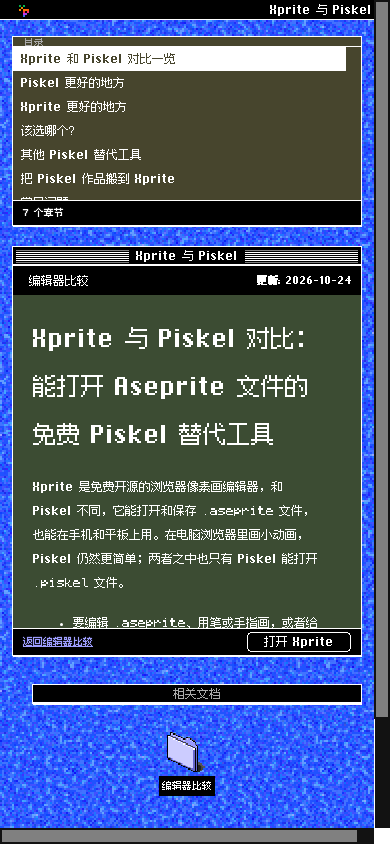 Xprite 与 Piskel
目录
Xprite 和 Piskel 对比一览
Piskel 更好的地方
Xprite 更好的地方
该选哪个?
其他 Piskel 替代工具
把 Piskel 作品搬到 Xprite
常见问题
7 个章节
Xprite 与 Piskel
编辑器比较
更新: 2026-10-24
Xprite 与 Piskel 对比：
能打开 Aseprite 文件的
免费 Piskel 替代工具
Xprite 是免费开源的浏览器像素画编辑器，和
Piskel 不同，它能打开和保存 .aseprite 文件，
也能在手机和平板上用。在电脑浏览器里画小动画，
Piskel 仍然更简单；两者之中也只有 Piskel 能打开
.piskel 文件。
• 要编辑 .aseprite、用笔或手指画，或者给
返回编辑器比较
打开 Xprite
相关文档
编辑器比较